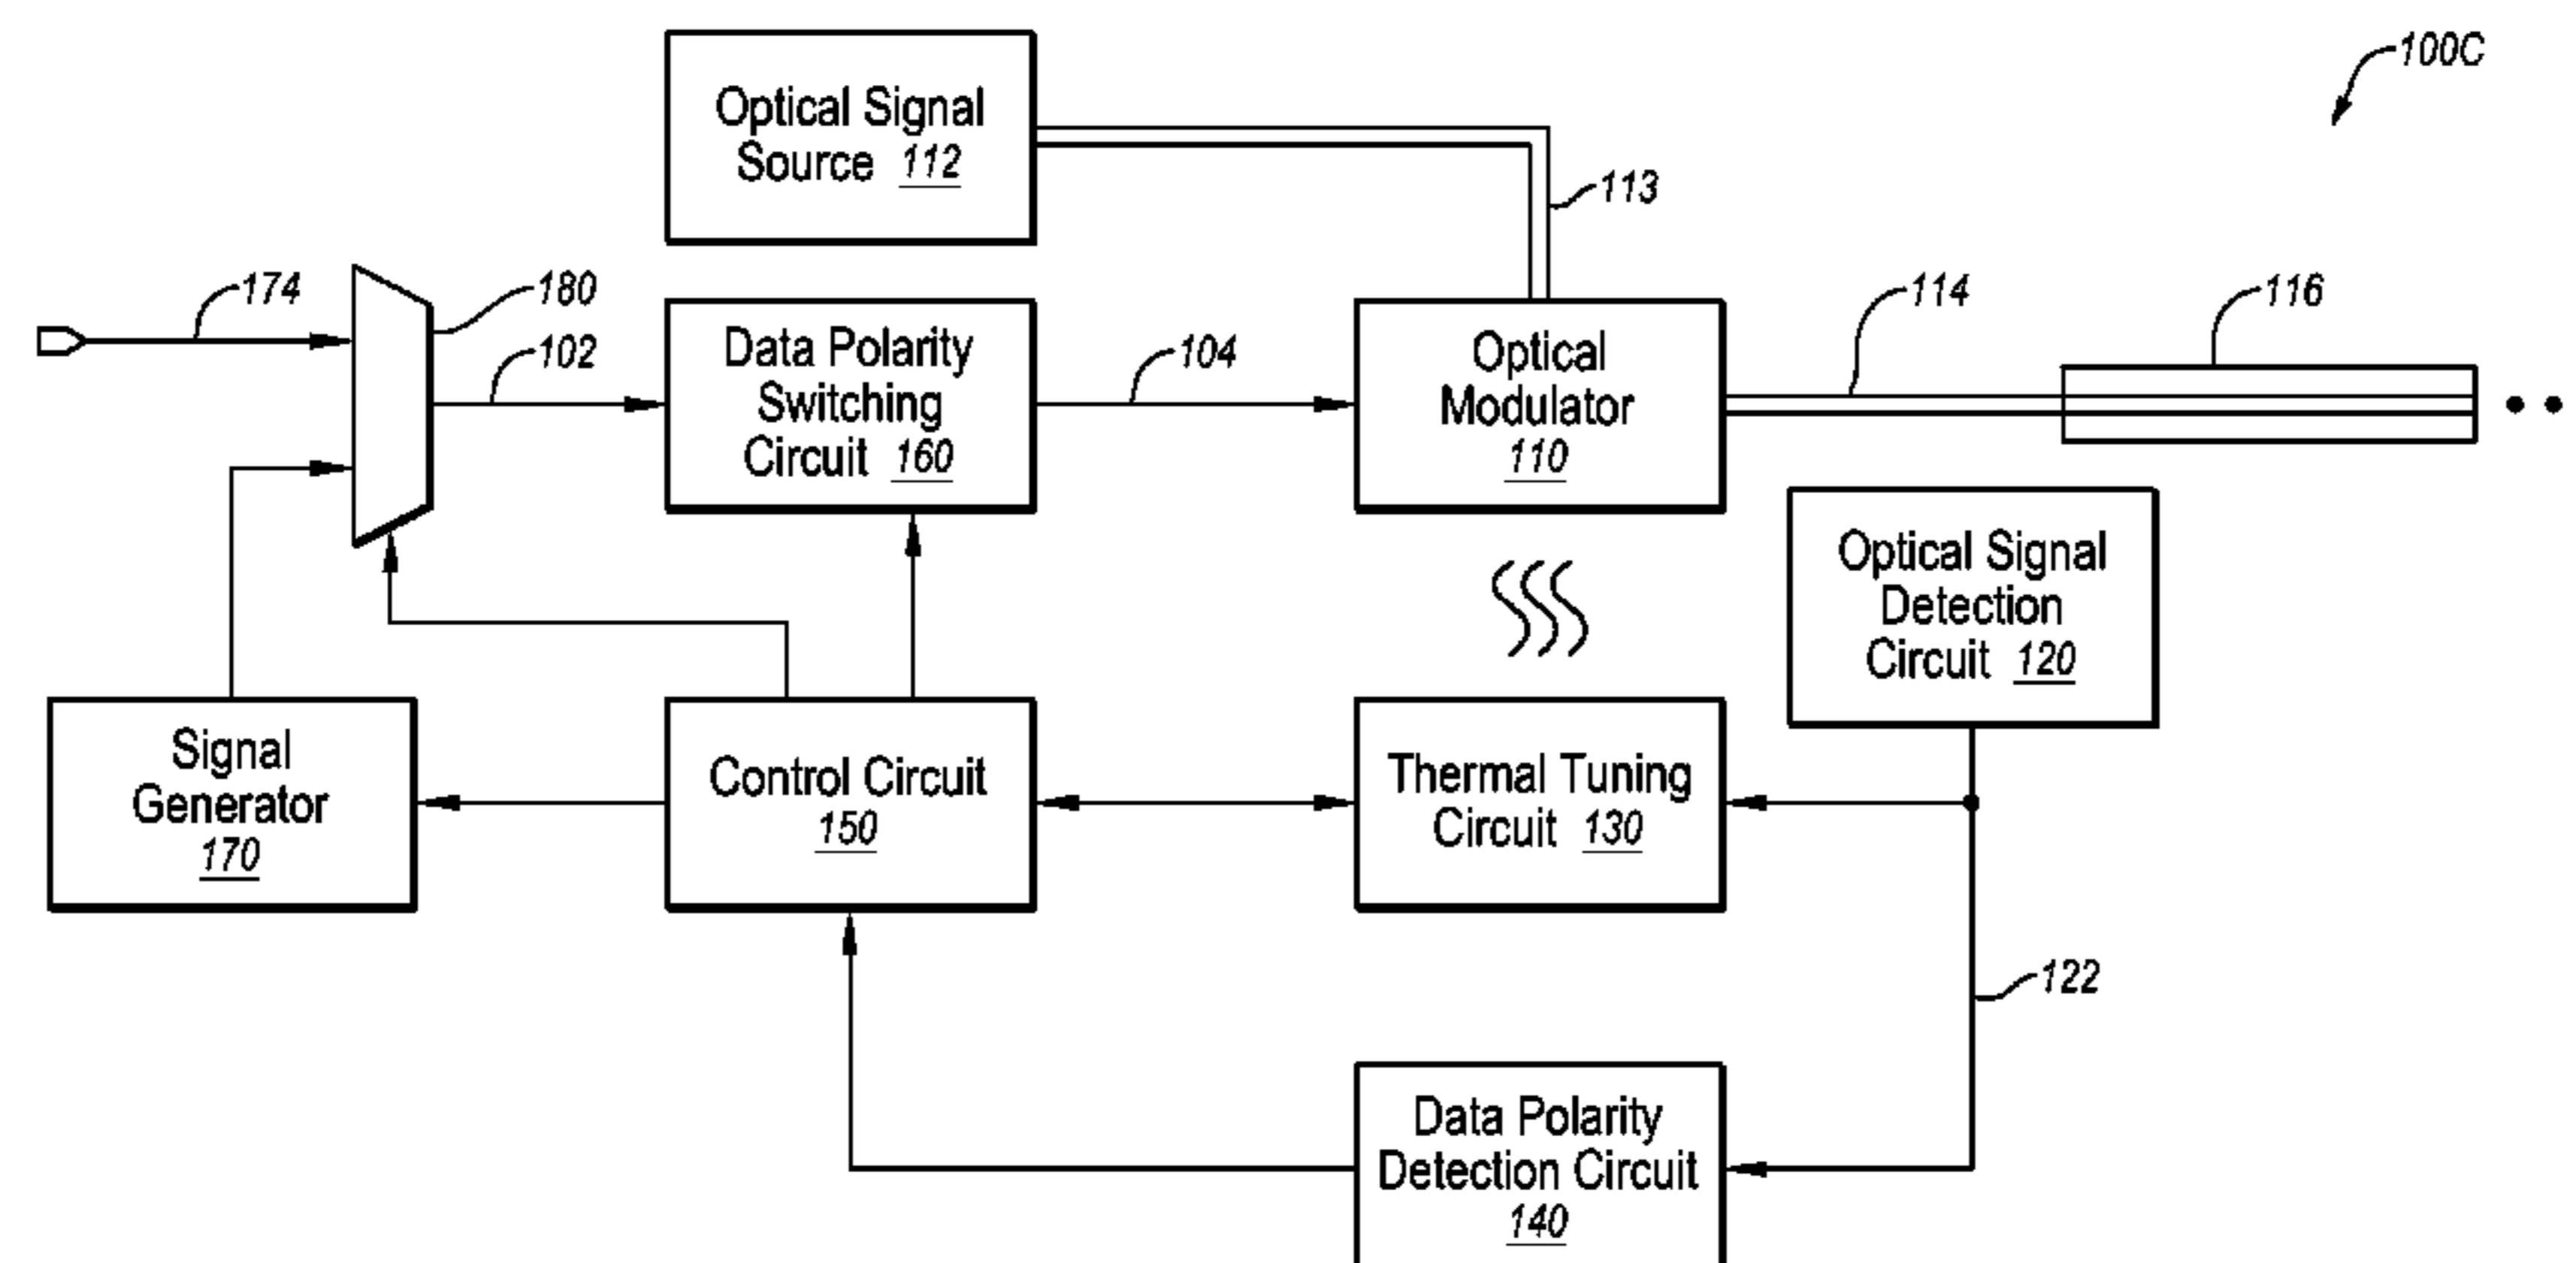 100C
Optical Signal
Source 112
113
174
180
102
Data Polarity
Switching
Circuit 160
104
Optical
Modulator
110
114
116
Optical Signal
Detection
Circuit 120
Signal
Generator
170
Control Circuit
150
Thermal Tuning
Circuit 130
122
Data Polarity
Detection Circuit
140